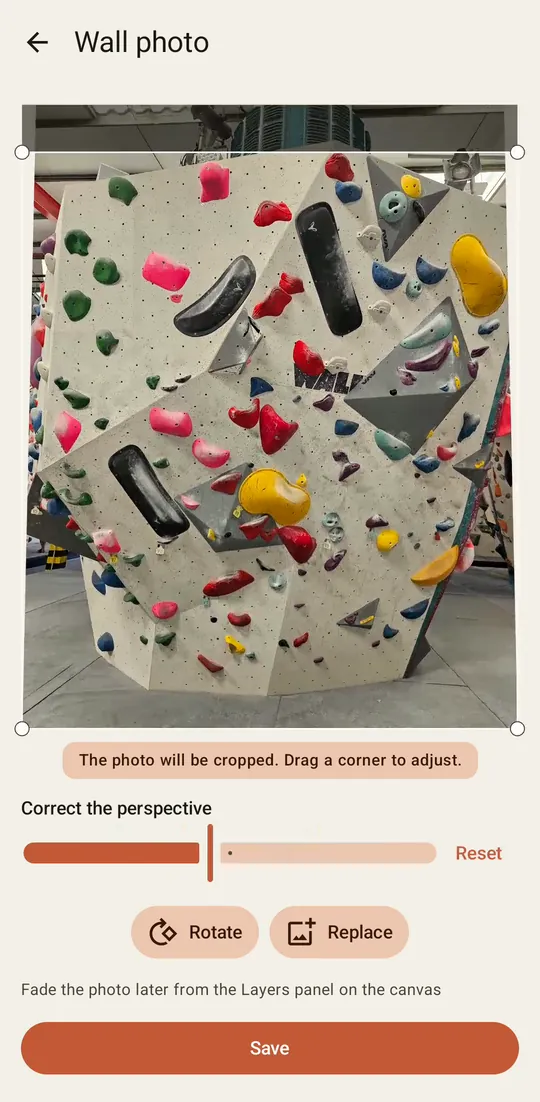 Wall photo
WALL
The photo will be cropped. Drag a corner to adjust.
Correct the perspective
Reset
Rotate
Replace
Fade the photo later from the Layers panel on the canvas
Save